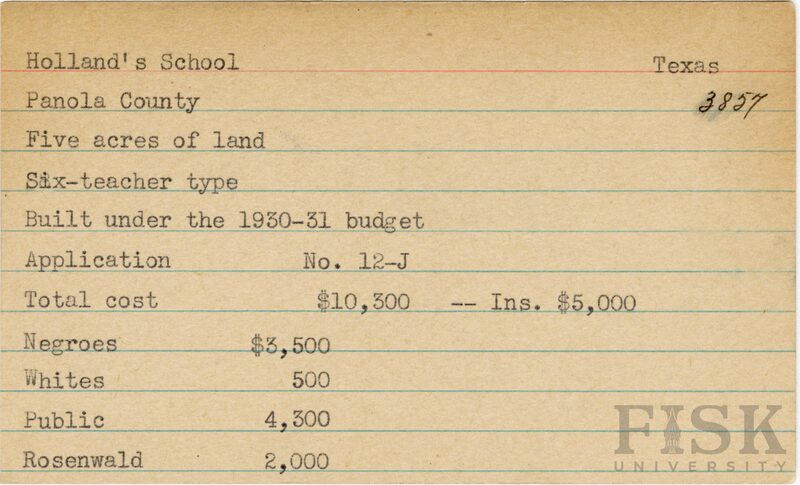 Holland's School Texas
Panola County 3857
Five acres of land
Six-teacher type
Built under the 1930-31 budget
Application No. 12-J
Total cost $10,300 -- Ins. $5,000
Negroes $3,500
Whites 500
Public 4,300
Rosenwald 2,000
FISK
UNIVERSITY